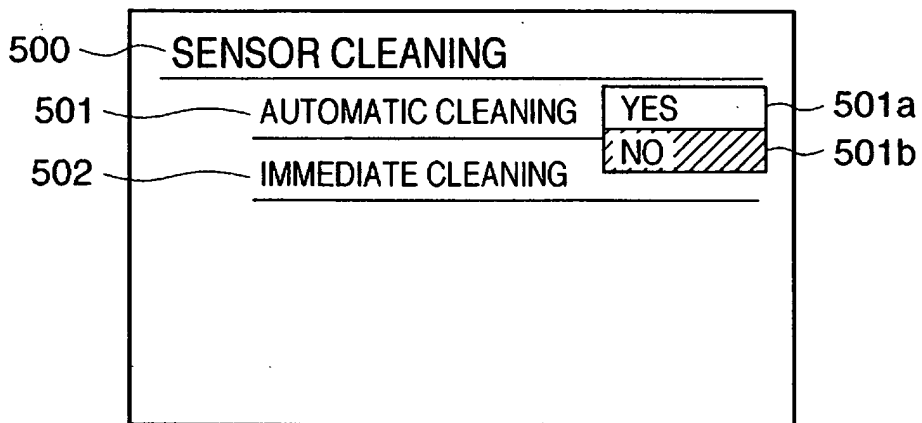 500 SENSOR CLEANING
501 AUTOMATIC CLEANING YES 501a
NO 501b
502 IMMEDIATE CLEANING